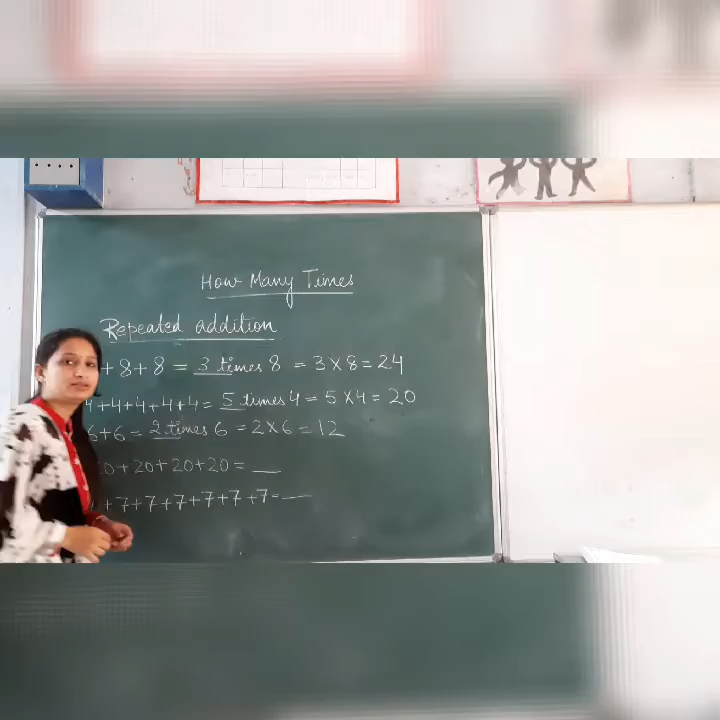 How Many Times
Repeated addition
+ 8 + 8 = 3 times 8 = 3 × 8 = 24
4 + 4 + 4 + 4 + 4 = 5 times 4 = 5 × 4 = 20
6 + 6 = 2 times 6 = 2 × 6 = 12
0 + 20 + 20 + 20 = __
+ 7 + 7 + 7 + 7 + 7 + 7 = __